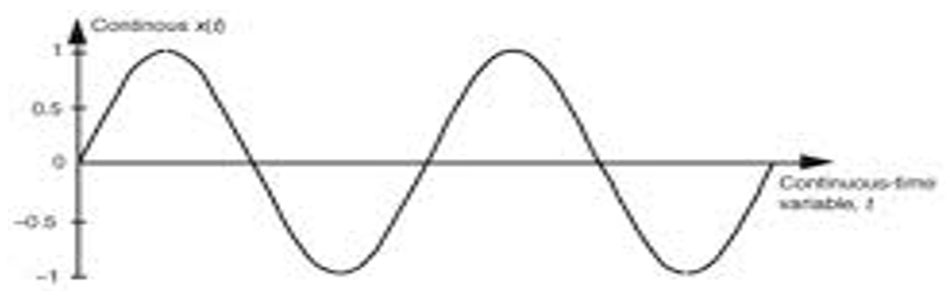 Continous x(t)
1
0.5
0
Continuous-time
variable, t
−0.5
−1